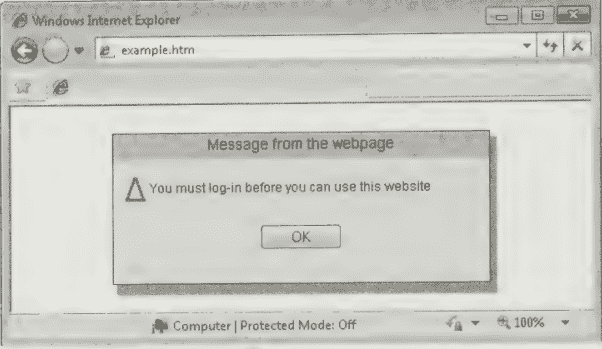 Windows Internet Explorer
example.htm
Message from the webpage
You must log-in before you can use this website
OK
Computer | Protected Mode: Off
100%